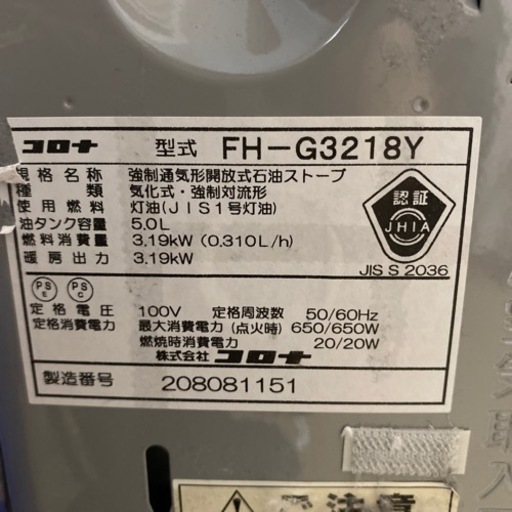 コロナ 型式 FH-G3218Y
規格名称 強制通気形開放式石油ストーブ
種類 気化式・強制対流形
使用燃料 灯油(JIS1号灯油)
油タンク容量 5.0L
燃料消費量 3.19kW (0.310L/h)
暖房出力 3.19kW
認証
JHIA
JIS S 2036
PS E PS C
定格電圧 100V 定格周波数 50/60Hz
定格消費電力 最大消費電力 (点火時) 650/650W
燃焼時消費電力 20/20W
株式会社 コロナ
製造番号 208081151
ご注意